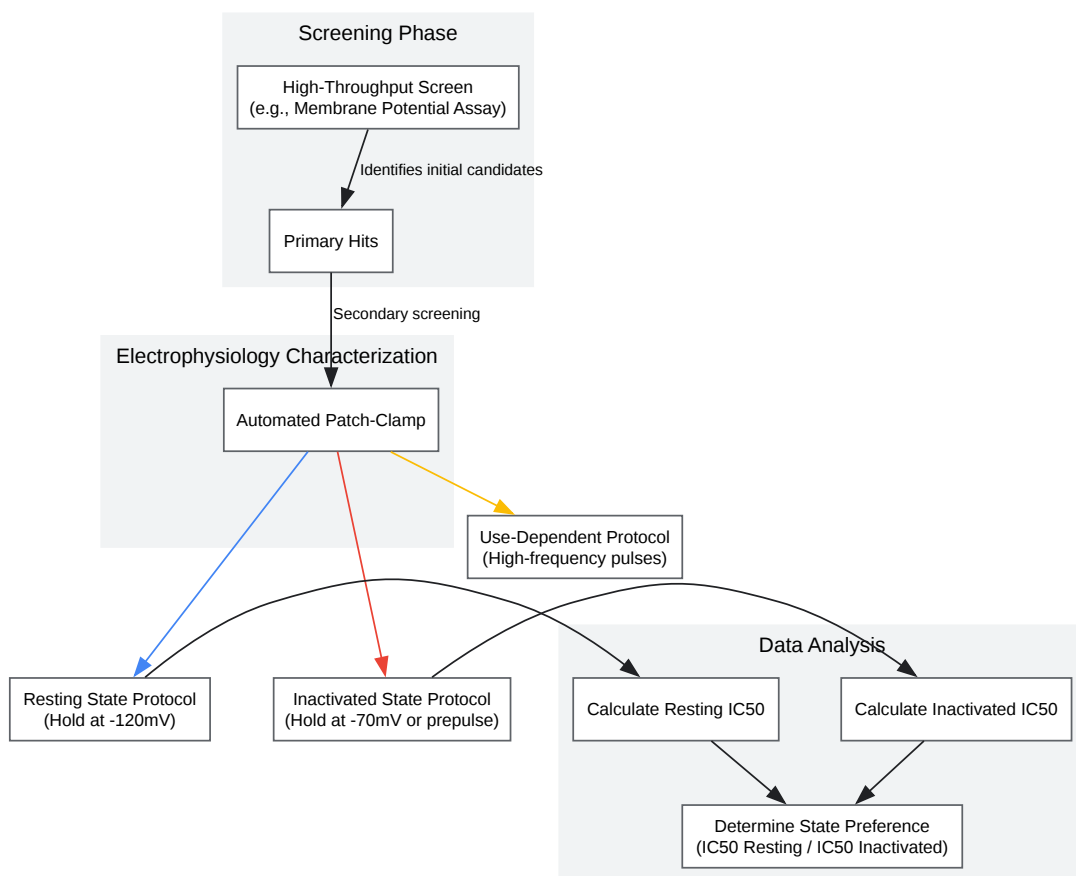 Screening Phase
High-Throughput Screen
(e.g., Membrane Potential Assay)
Identifies initial candidates
Primary Hits
Secondary screening
Electrophysiology Characterization
Automated Patch-Clamp
Use-Dependent Protocol
(High-frequency pulses)
Data Analysis
Resting State Protocol
(Hold at -120mV)
Inactivated State Protocol
(Hold at -70mV or prepulse)
Calculate Resting IC50
Calculate Inactivated IC50
Determine State Preference
(IC50 Resting / IC50 Inactivated)